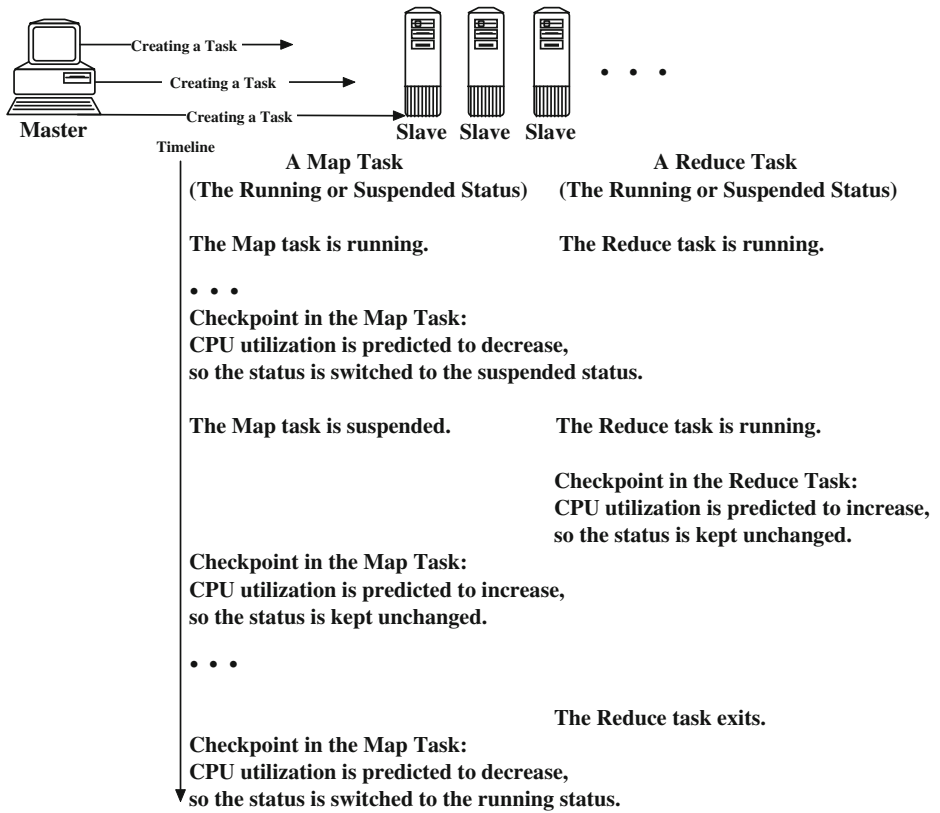 Creating a Task
Creating a Task
Creating a Task
Master
Slave Slave Slave
Timeline
A Map Task
(The Running or Suspended Status)
A Reduce Task
(The Running or Suspended Status)
The Map task is running.
The Reduce task is running.
• • •
Checkpoint in the Map Task:
CPU utilization is predicted to decrease,
so the status is switched to the suspended status.
The Map task is suspended.
The Reduce task is running.
Checkpoint in the Reduce Task:
CPU utilization is predicted to increase,
so the status is kept unchanged.
Checkpoint in the Map Task:
CPU utilization is predicted to increase,
so the status is kept unchanged.
• • •
The Reduce task exits.
Checkpoint in the Map Task:
CPU utilization is predicted to decrease,
so the status is switched to the running status.